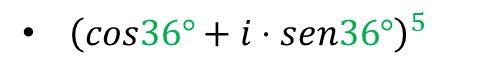 • (cos36° + i · sen36°)⁵